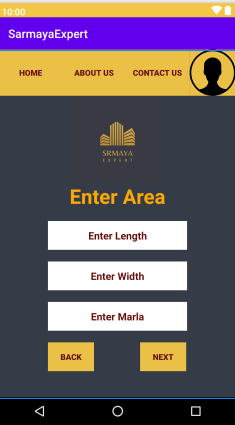 10:00
SarmayaExpert
HOME ABOUT US CONTACT US
SRMAYA
EXPERT
Enter Area
Enter Length
Enter Width
Enter Marla
BACK NEXT